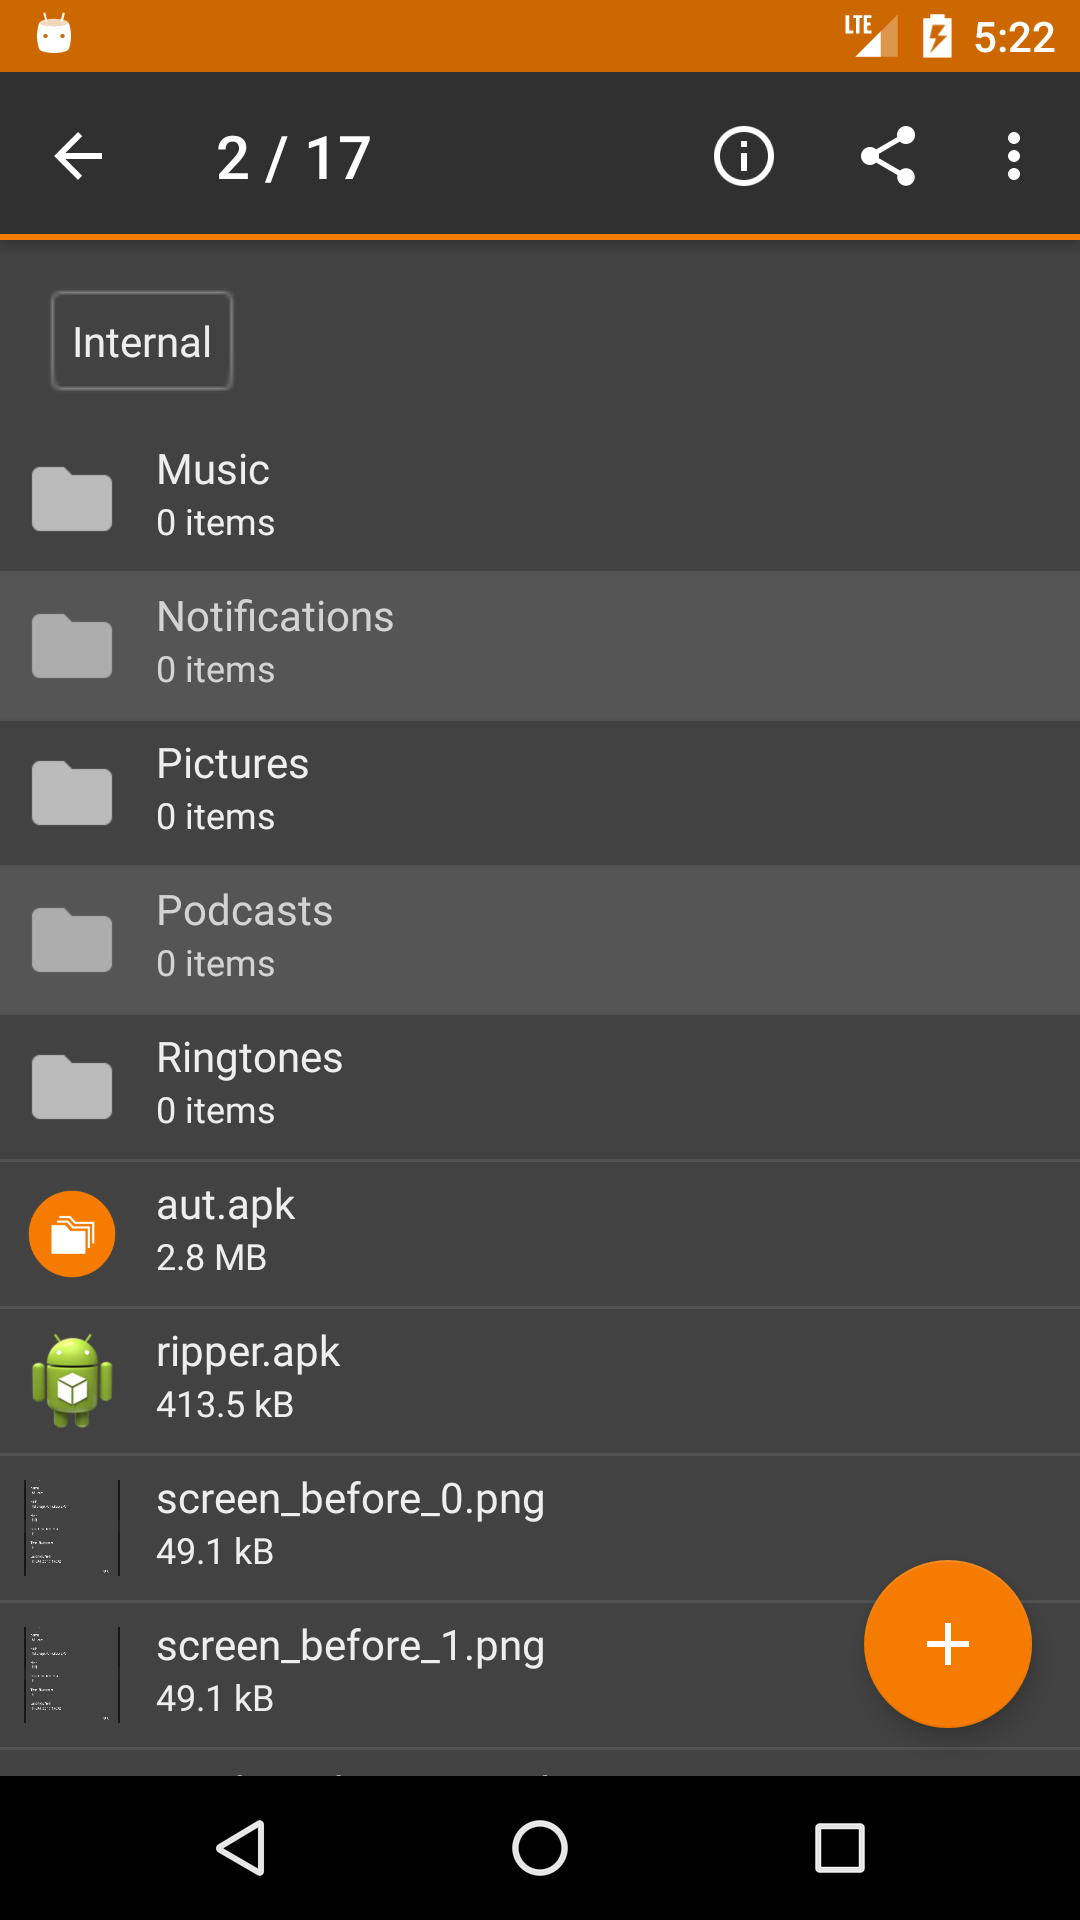 LTE 5:22
2 / 17
Internal
Music
0 items
Notifications
0 items
Pictures
0 items
Podcasts
0 items
Ringtones
0 items
aut.apk
2.8 MB
ripper.apk
413.5 kB
screen_before_0.png
49.1 kB
screen_before_1.png
49.1 kB